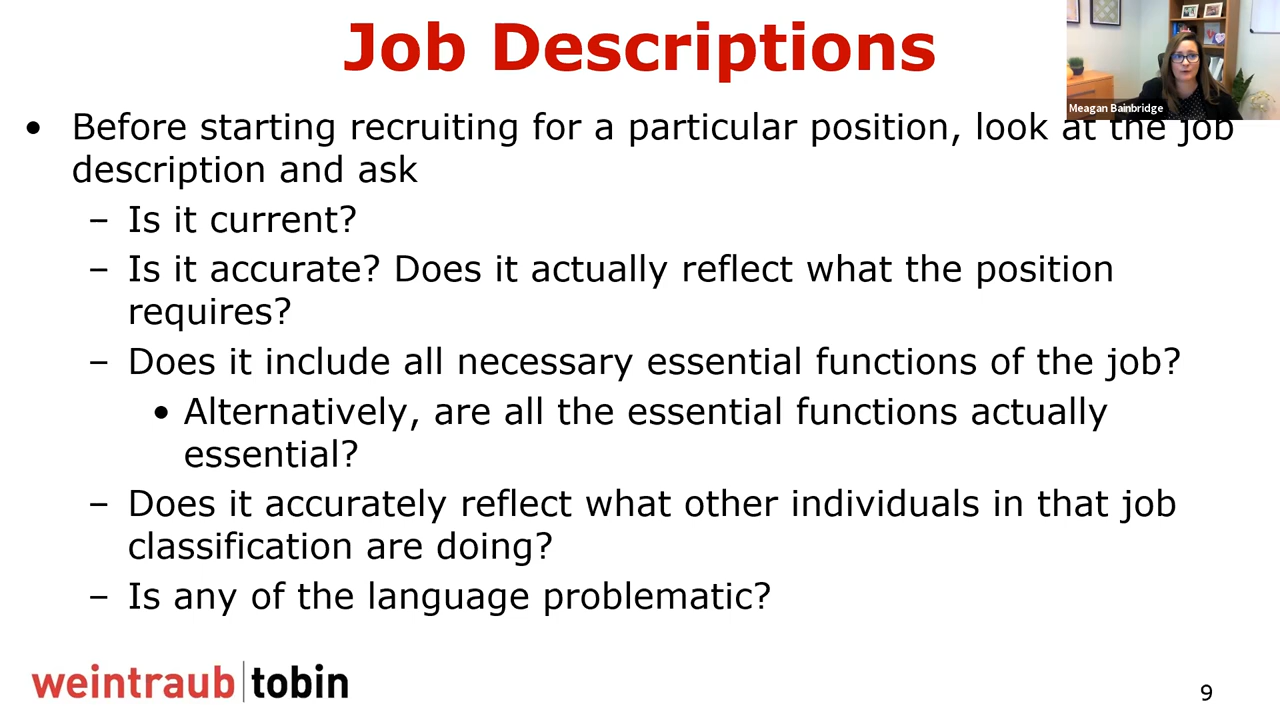 Job Descriptions
Meagan Bainbridge
• Before starting recruiting for a particular position, look at the job
description and ask
– Is it current?
– Is it accurate? Does it actually reflect what the position
requires?
– Does it include all necessary essential functions of the job?
• Alternatively, are all the essential functions actually
essential?
– Does it accurately reflect what other individuals in that job
classification are doing?
– Is any of the language problematic?
weintraub|tobin
9